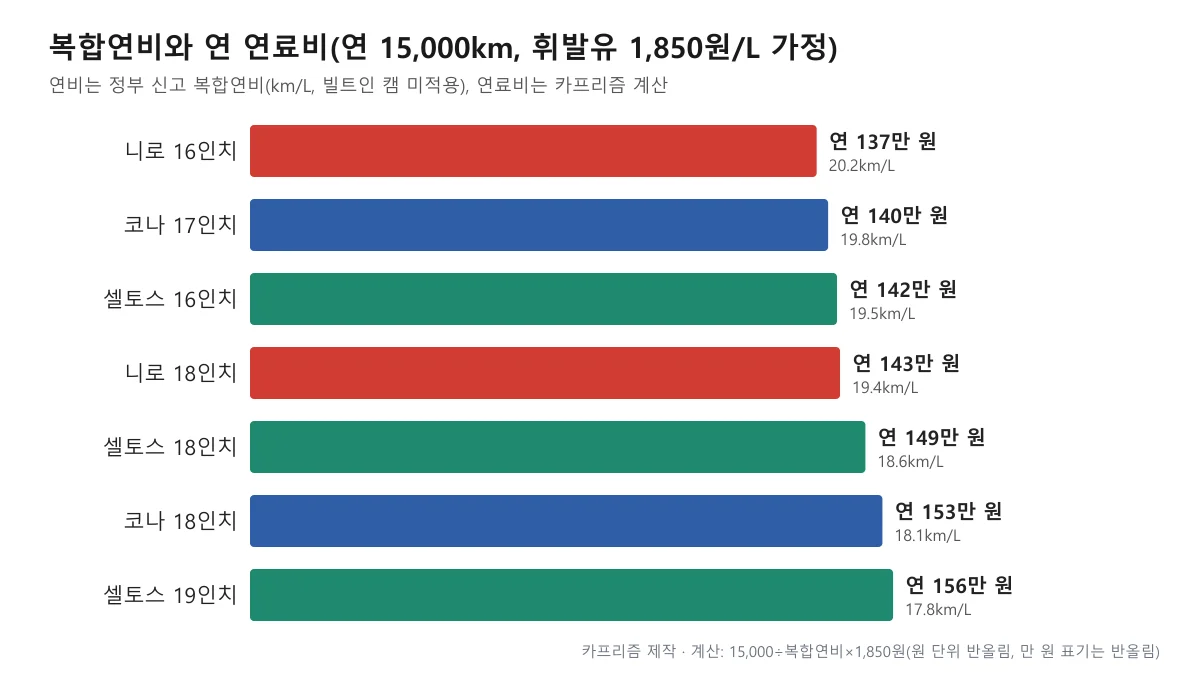 복합연비와 연 연료비(연 15,000km, 휘발유 1,850원/L 가정)
연비는 정부 신고 복합연비(km/L, 빌트인 캠 미적용), 연료비는 카프리즘 계산
니로 16인치
연 137만 원
20.2km/L
코나 17인치
연 140만 원
19.8km/L
셀토스 16인치
연 142만 원
19.5km/L
니로 18인치
연 143만 원
19.4km/L
셀토스 18인치
연 149만 원
18.6km/L
코나 18인치
연 153만 원
18.1km/L
셀토스 19인치
연 156만 원
17.8km/L
카프리즘 제작 · 계산: 15,000÷복합연비×1,850원(원 단위 반올림, 만 원 표기는 반올림)